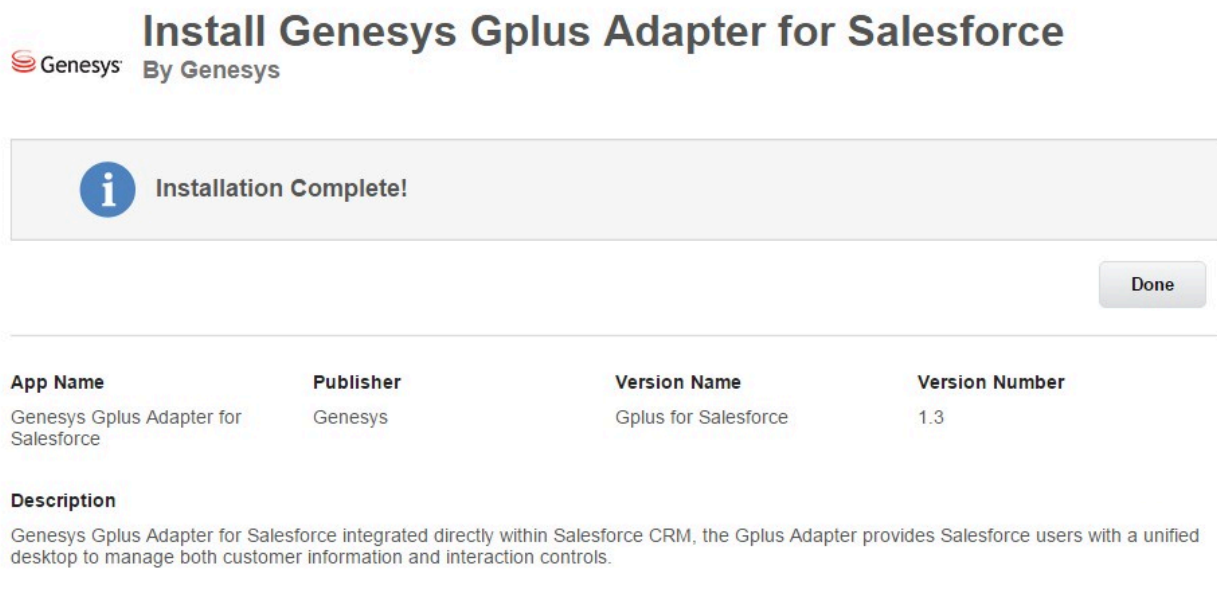 Install Genesys Gplus Adapter for Salesforce
Genesys
By Genesys
Installation Complete!
Done
App Name
Publisher
Version Name
Version Number
Genesys Gplus Adapter for
Salesforce
Genesys
Gplus for Salesforce
1.3
Description
Genesys Gplus Adapter for Salesforce integrated directly within Salesforce CRM, the Gplus Adapter provides Salesforce users with a unified
desktop to manage both customer information and interaction controls.